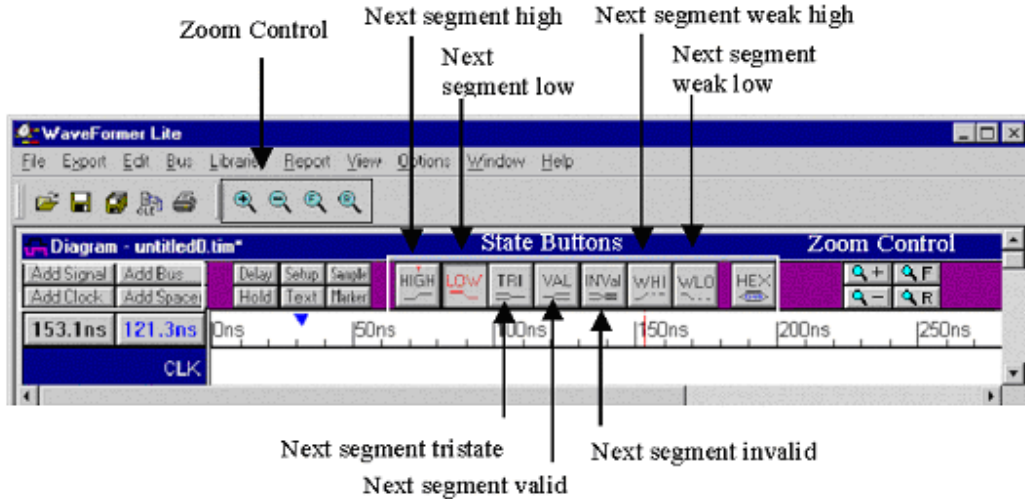 Next segment high
Next segment weak high
Zoom Control
Next
segment low
Next segment
weak low
WaveFormer Lite
File Export Edit Bus Libraries Report View Options Window Help
OLE
Diagram - untitled0.tim*
State Buttons
Zoom Control
Add Signal Add Bus Delay Setup Sample HIGH LOW TRI VAL INVal WHI WLO HEX + F
Add Clock Add Spacer Hold Text Marker - R
153.1ns 121.3ns 0ns 50ns 100ns 150ns 200ns 250ns
CLK
Next segment tristate
Next segment invalid
Next segment valid